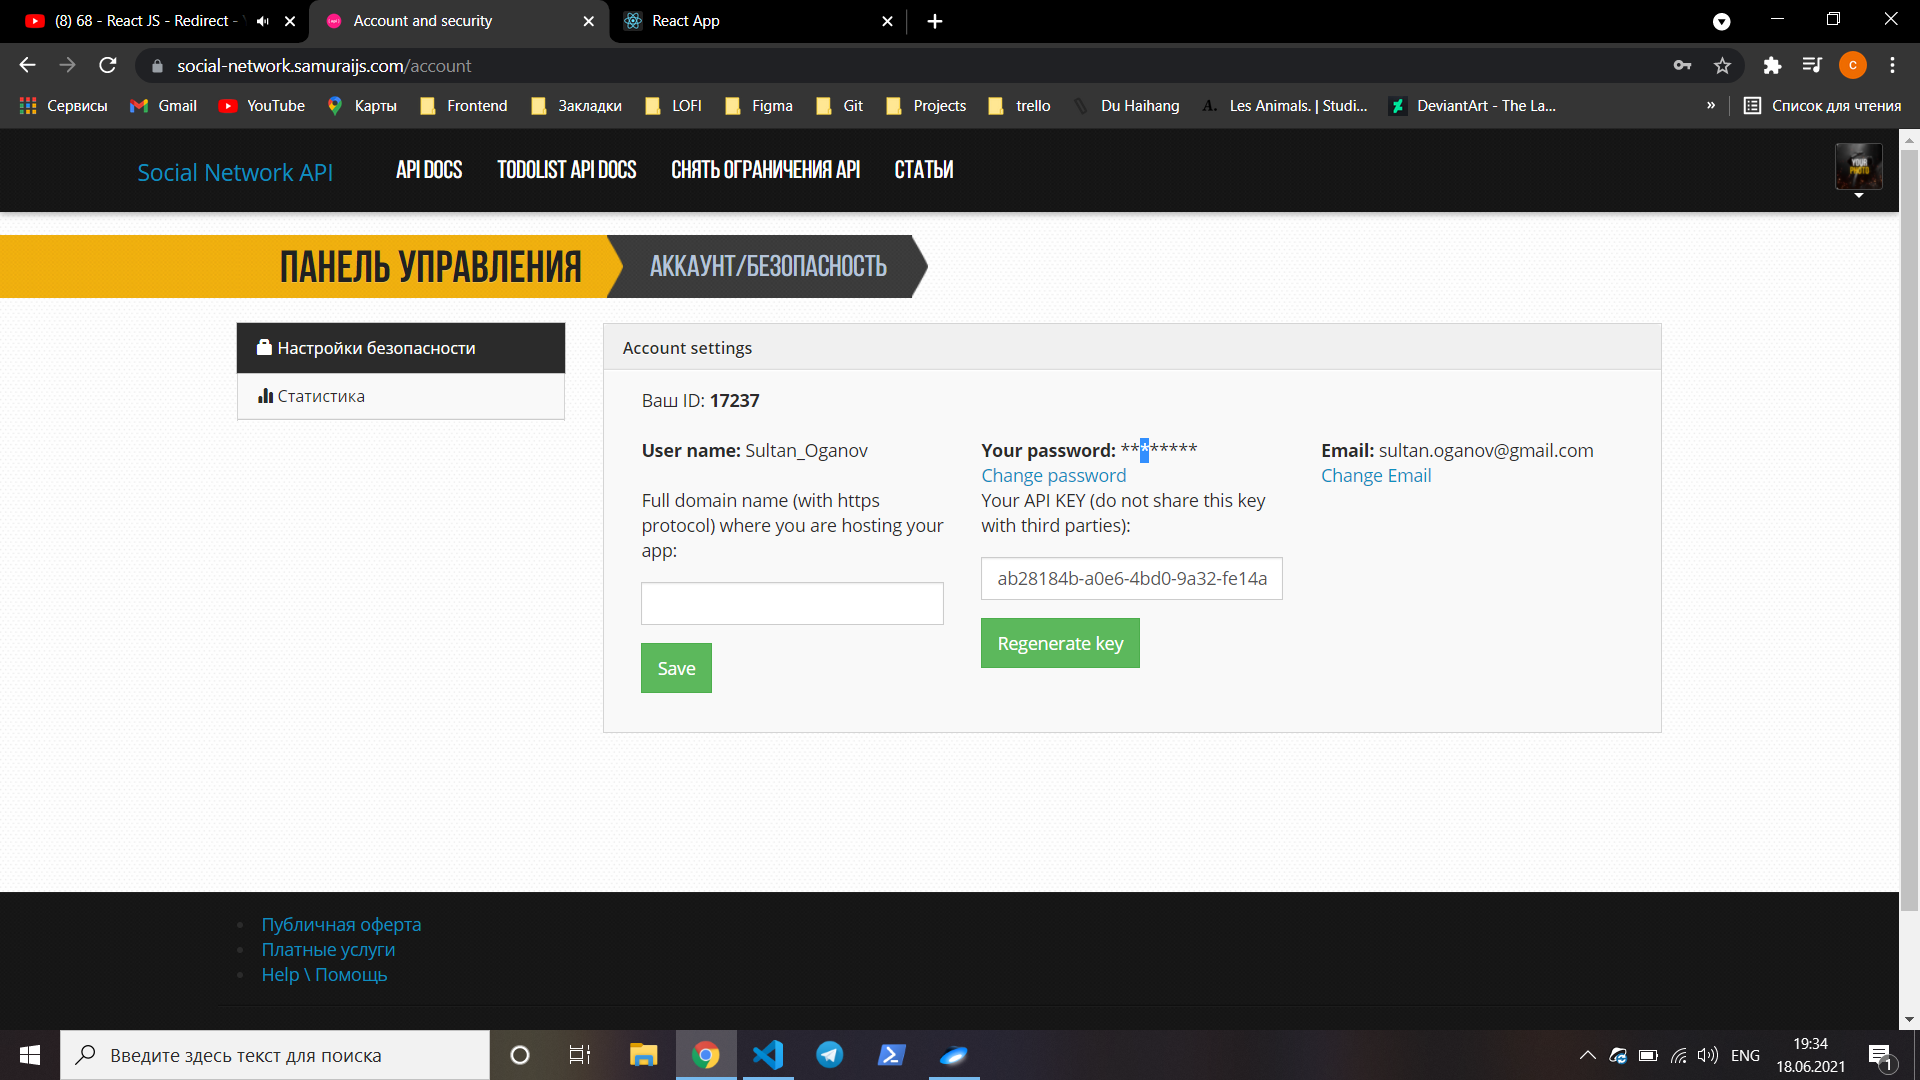 (8) 68 - React JS - Redirect -
Account and security
React App
social-network.samuraijs.com/account
Сервисы
Gmail
YouTube
Карты
Frontend
Закладки
LOFI
Figma
Git
Projects
trello
Du Haihang
Les Animals. | Studi...
DeviantArt - The La...
»
Список для чтения
Social Network API
API DOCS
TODOLIST API DOCS
СНЯТЬ ОГРАНИЧЕНИЯ API
СТАТЬИ
YOUR
PHOTO
ПАНЕЛЬ УПРАВЛЕНИЯ
АККАУНТ/БЕЗОПАСНОСТЬ
Настройки безопасности
Статистика
Account settings
Ваш ID: 17237
User name: Sultan_Oganov
Full domain name (with https
protocol) where you are hosting your
app:
Save
Your password: ********
Change password
Your API KEY (do not share this key
with third parties):
ab28184b-a0e6-4bd0-9a32-fe14a
Regenerate key
Email: sultan.oganov@gmail.com
Change Email
Публичная оферта
Платные услуги
Help \ Помощь
Введите здесь текст для поиска
ENG
19:34
18.06.2021
1